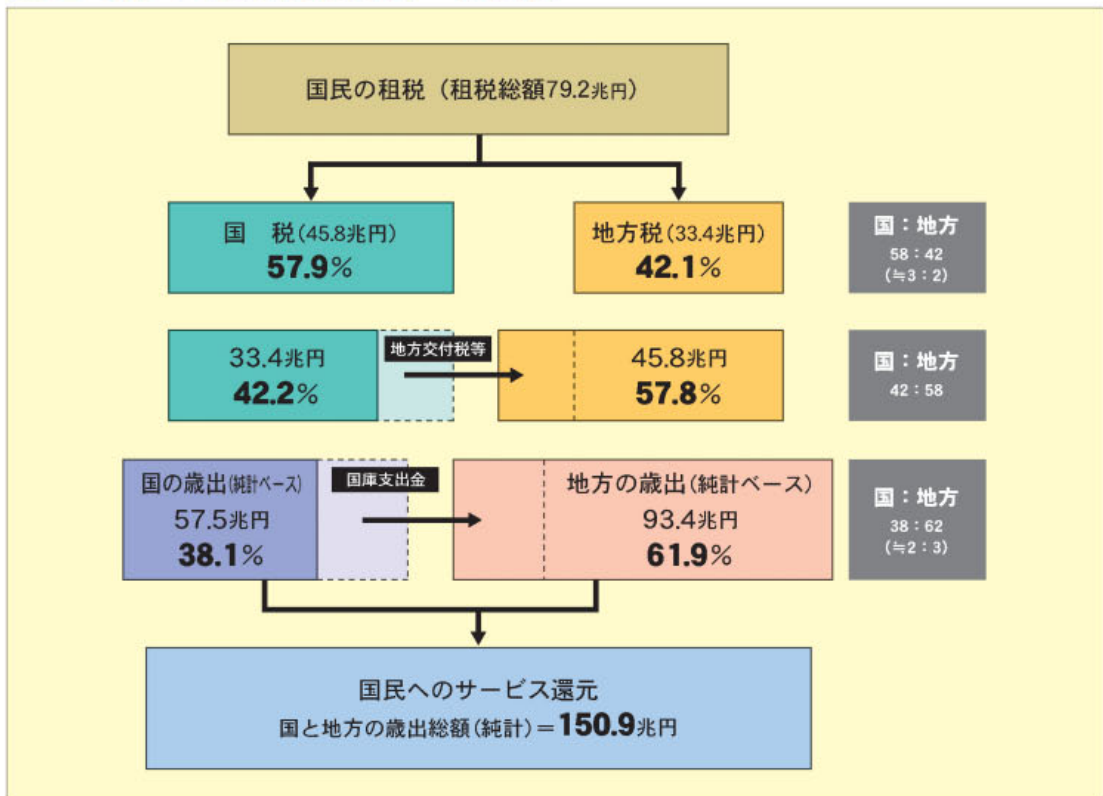 国民の租税（租税総額79.2兆円）
国　税(45.8兆円)
57.9%
地方税(33.4兆円)
42.1%
国：地方
58：42
(≒3：2)
33.4兆円
42.2%
地方交付税等
45.8兆円
57.8%
国：地方
42：58
国の歳出(純計ベース)
57.5兆円
38.1%
国庫支出金
地方の歳出(純計ベース)
93.4兆円
61.9%
国：地方
38：62
(≒2：3)
国民へのサービス還元
国と地方の歳出総額(純計)＝150.9兆円